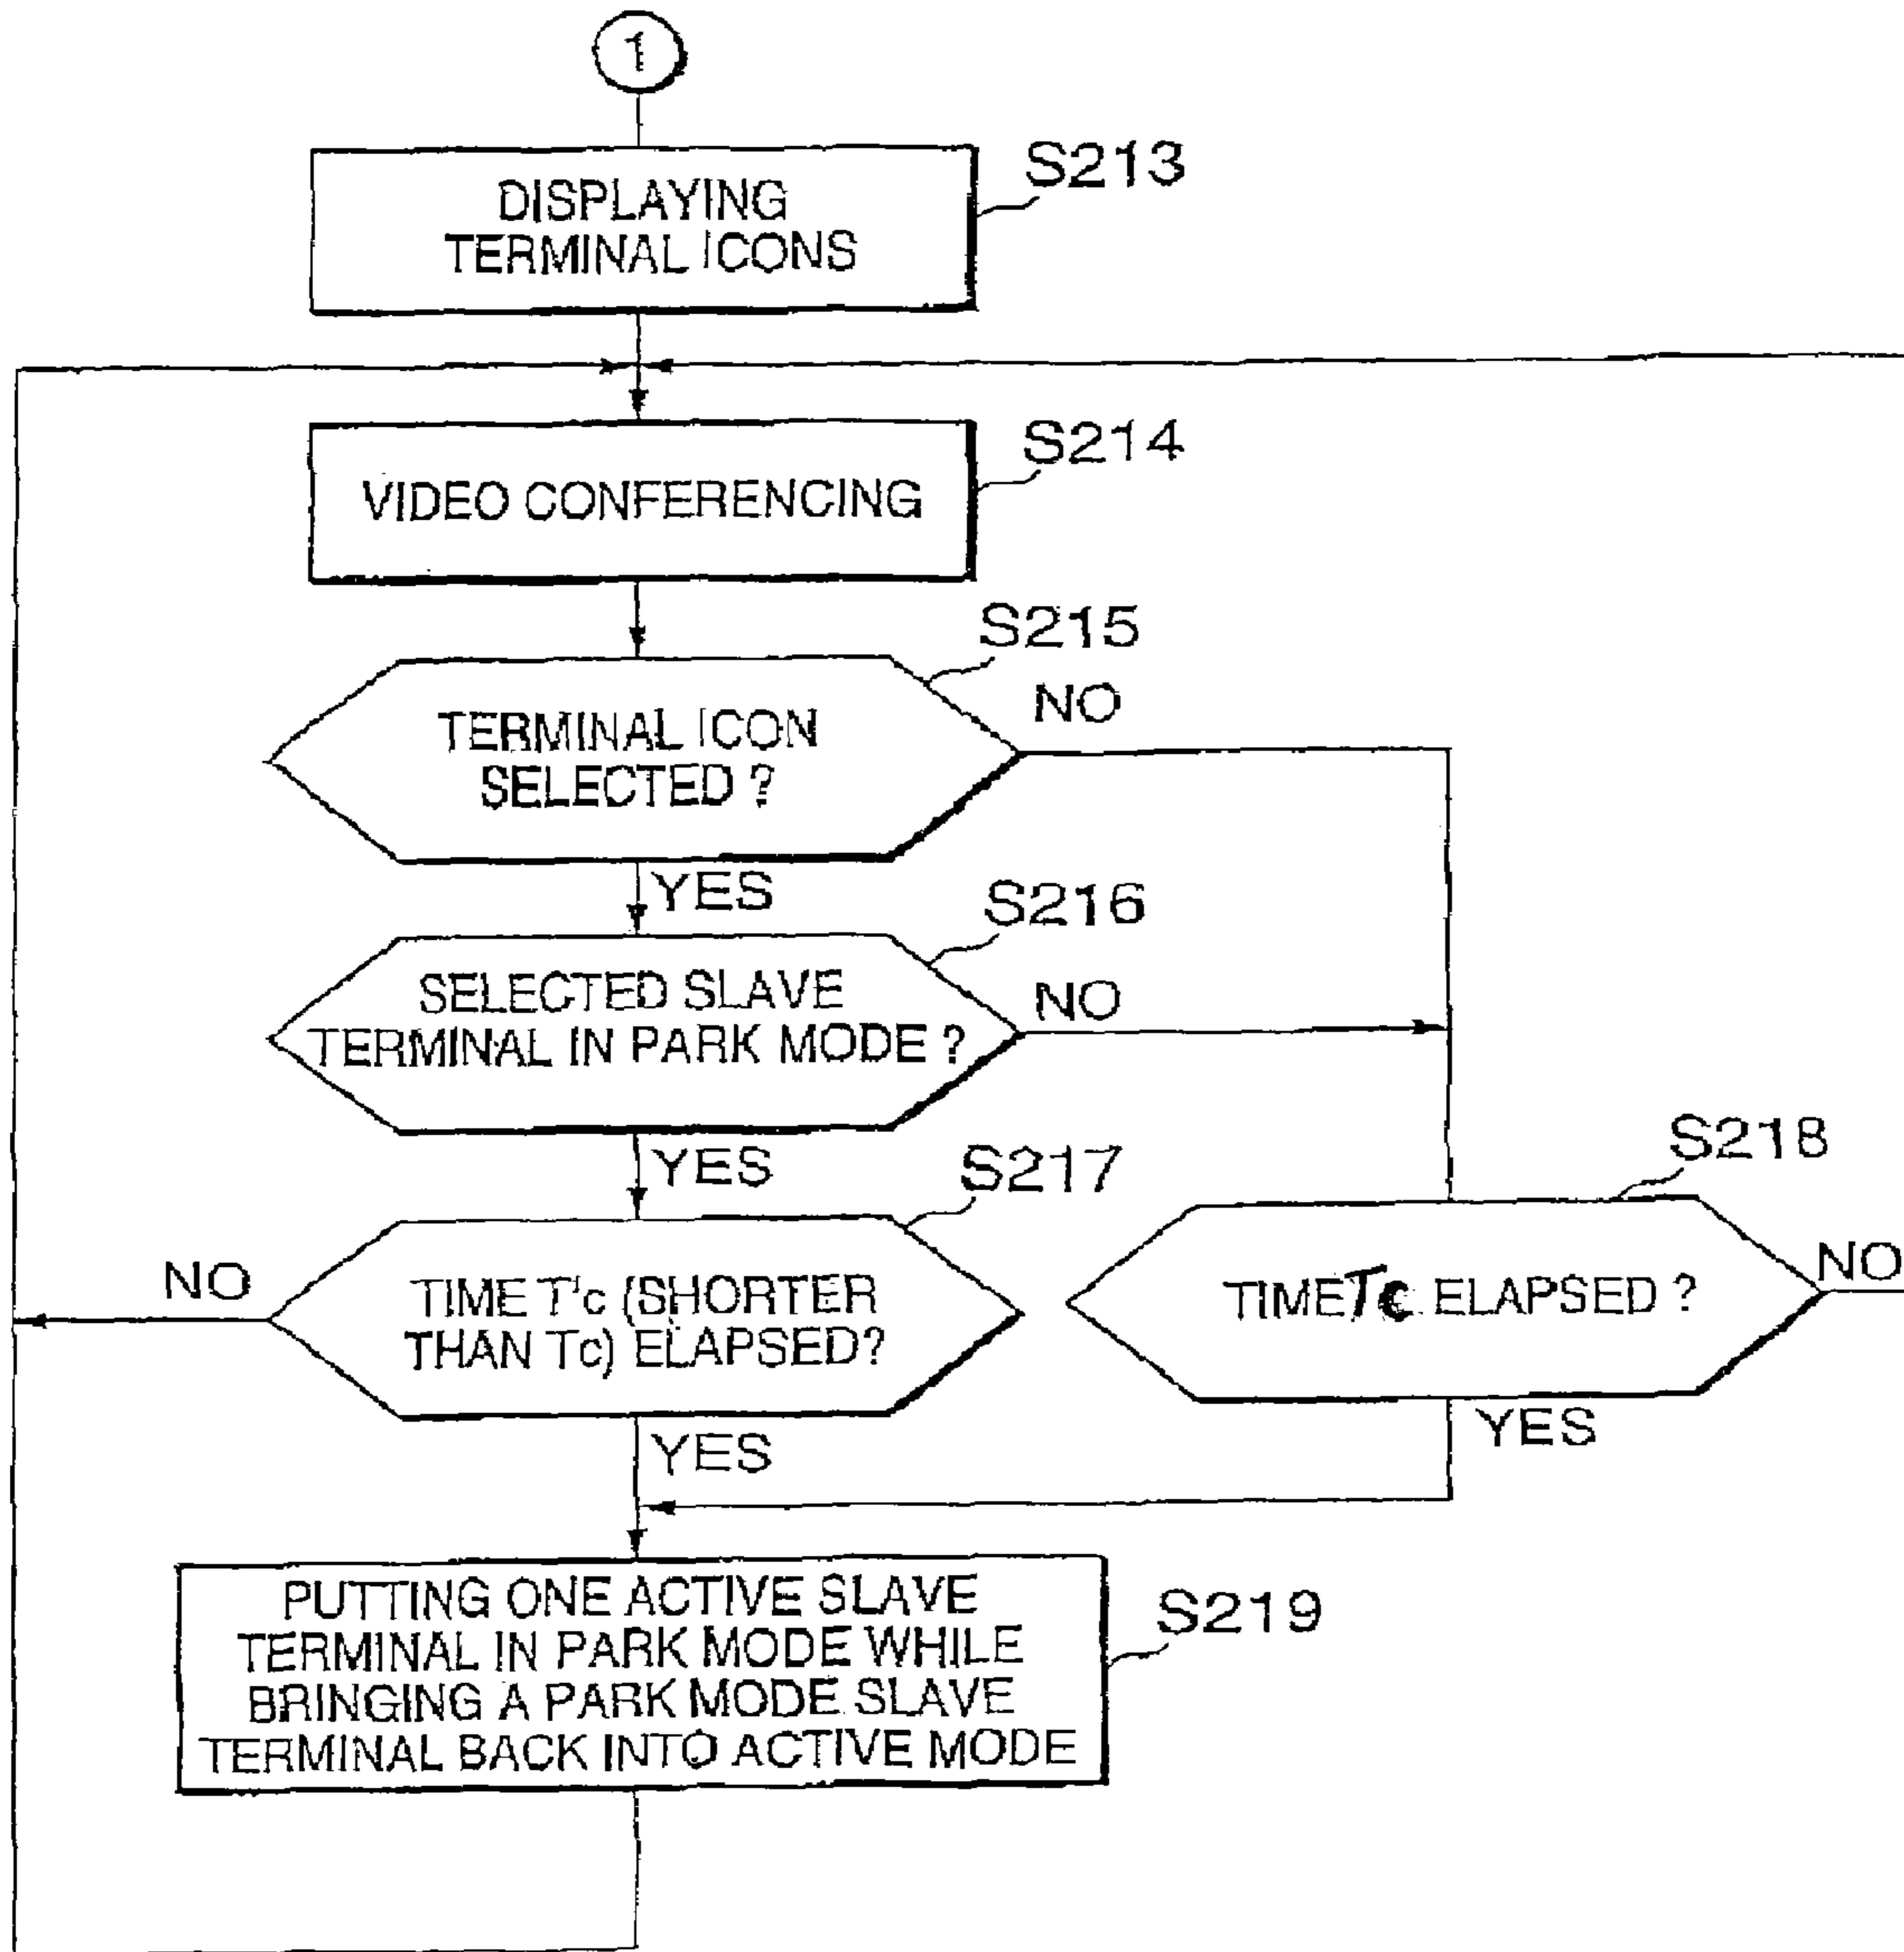 1
DISPLAYING
TERMINAL ICONS
S213
VIDEO CONFERENCING
S214
S215
TERMINAL ICON
SELECTED ?
NO
YES
S216
SELECTED SLAVE
TERMINAL IN PARK MODE ?
NO
YES
S217
S218
NO
TIME T'c (SHORTER
THAN Tc) ELAPSED?
TIME Tc ELAPSED ?
NO
YES
YES
PUTTING ONE ACTIVE SLAVE
TERMINAL IN PARK MODE WHILE
BRINGING A PARK MODE SLAVE
TERMINAL BACK INTO ACTIVE MODE
S219